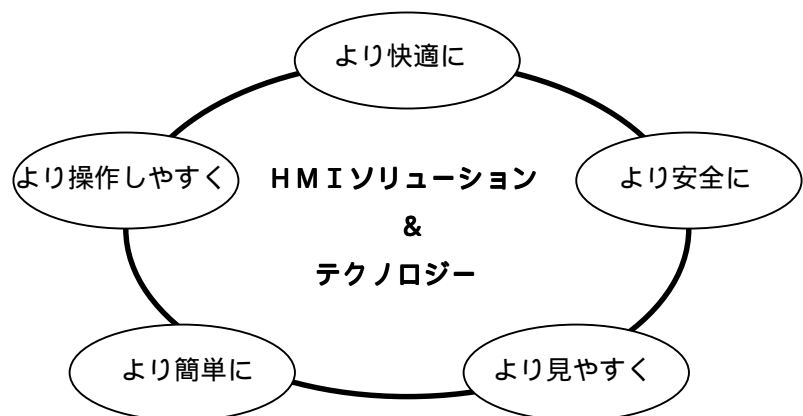 より快適に
より操作しやすく
HMIソリューション
より安全に
&
テクノロジー
より簡単に
より見やすく